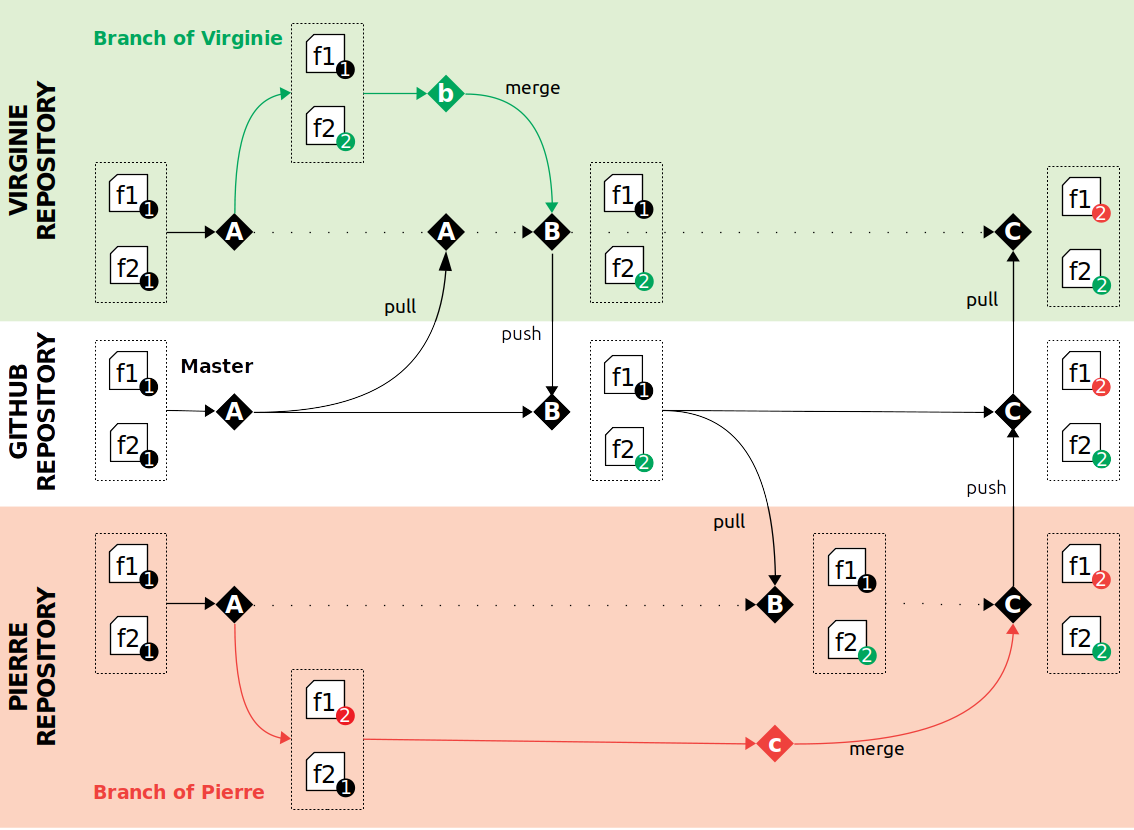 VIRGINIE
REPOSITORY
Branch of Virginie
f1 1
f2 2
b
merge
f1 1
f2 1
A
A
B
f1 1
f2 2
C
f1 2
f2 2
pull
push
pull
GITHUB
REPOSITORY
f1 1
f2 1
Master
A
B
f1 1
f2 2
C
f1 2
f2 2
pull
push
PIERRE
REPOSITORY
f1 1
f2 1
A
B
f1 1
f2 2
C
f1 2
f2 2
f1 2
f2 1
c
merge
Branch of Pierre